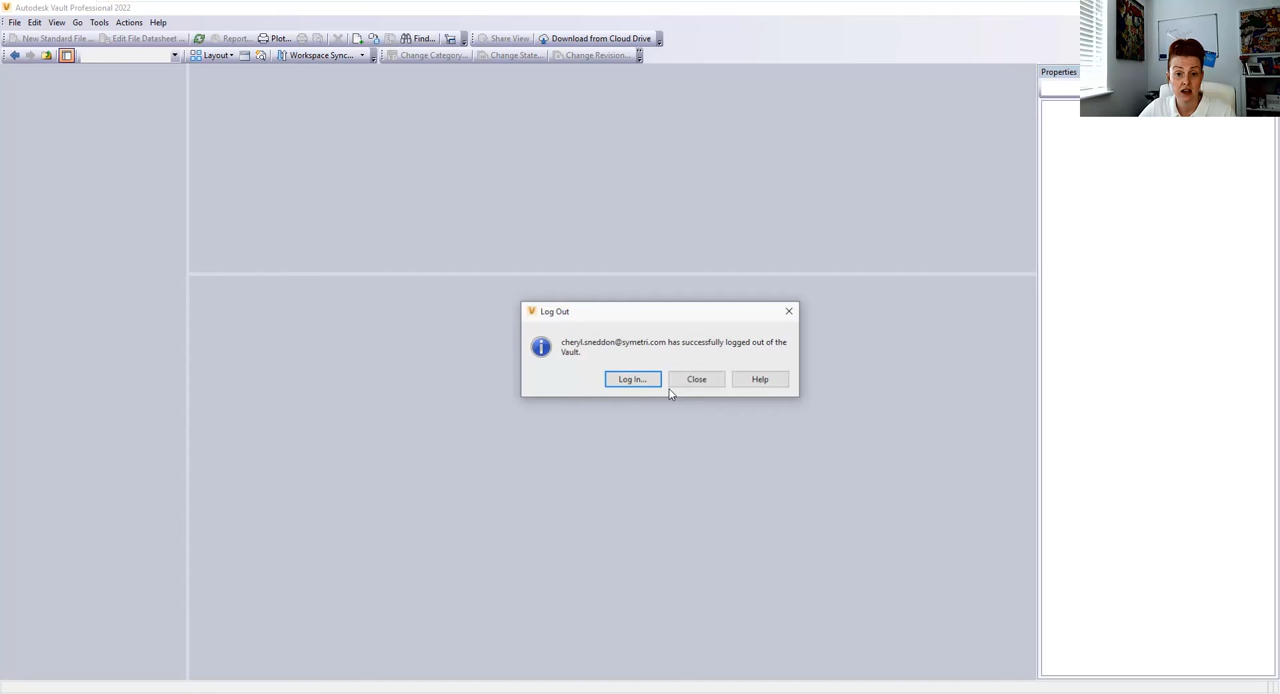 Autodesk Vault Professional 2022
File Edit View Go Tools Actions Help
New Standard File... Edit File Datasheet... Report... Plot... Find... Share View Download from Cloud Drive
Layout Workspace Sync... Change Category... Change State... Change Revision...
Properties
Log Out
cheryl.sneddon@symetri.com has successfully logged out of the
Vault.
Log In... Close Help